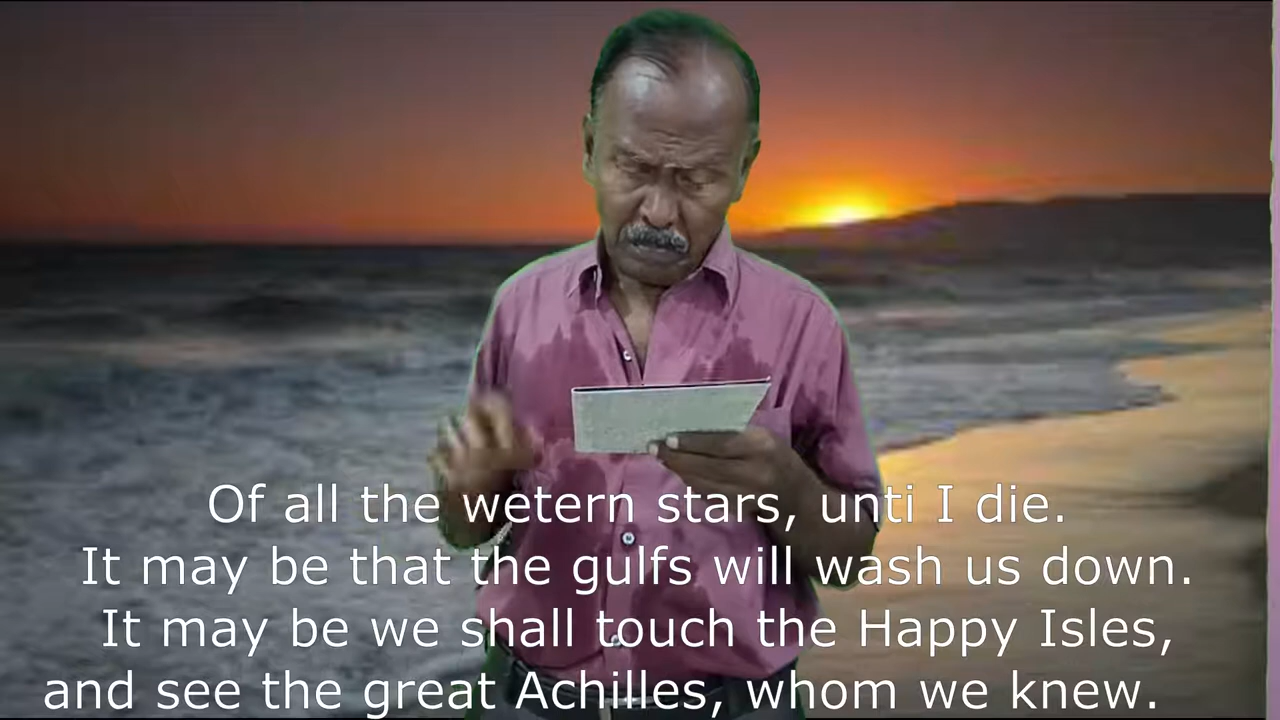 Of all the wetern stars, unti I die.
It may be that the gulfs will wash us down.
It may be we shall touch the Happy Isles,
and see the great Achilles, whom we knew.